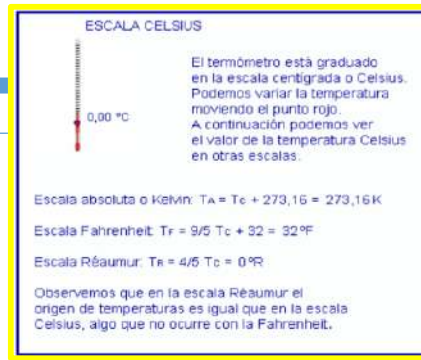 ESCALA CELSIUS
El termómetro está graduado
en la escala centígrada o Celsius.
Podemos variar la temperatura
moviendo el punto rojo.
A continuación podemos ver
el valor de la temperatura Celsius
en otras escalas.
0,00 ºC
Escala absoluta o Kelvin: TA = Tc + 273,16 = 273,16 K
Escala Fahrenheit: TF = 9/5 Tc + 32 = 32ºF
Escala Réaumur: TR = 4/5 Tc = 0ºR
Observemos que en la escala Réaumur el
origen de temperaturas es igual que en la escala
Celsius, algo que no ocurre con la Fahrenheit.